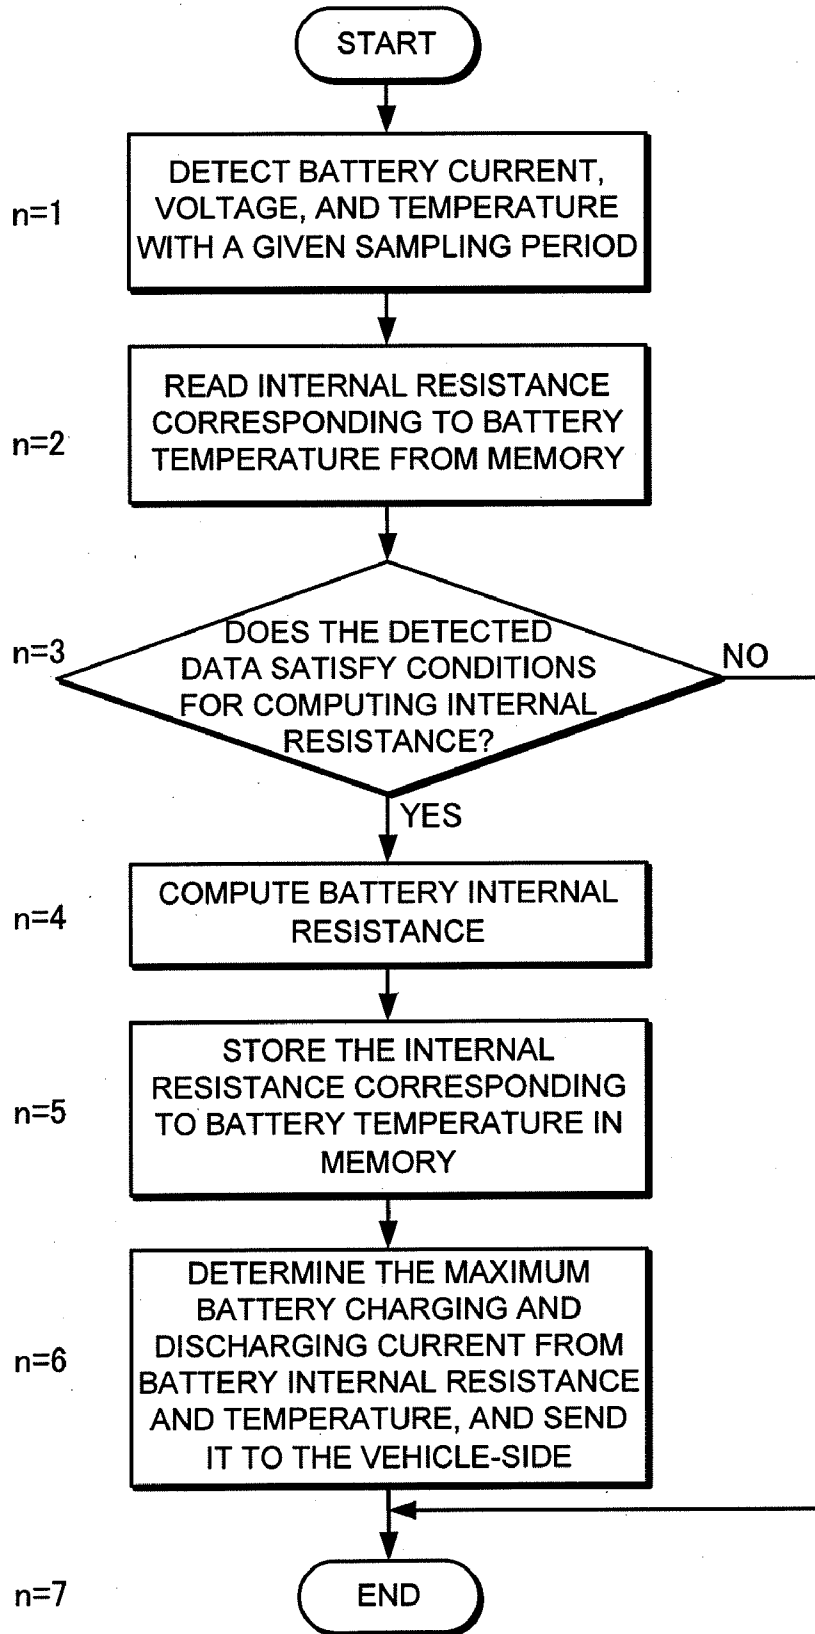 START
n=1
DETECT BATTERY CURRENT,
VOLTAGE, AND TEMPERATURE
WITH A GIVEN SAMPLING PERIOD
n=2
READ INTERNAL RESISTANCE
CORRESPONDING TO BATTERY
TEMPERATURE FROM MEMORY
n=3
DOES THE DETECTED
DATA SATISFY CONDITIONS
FOR COMPUTING INTERNAL
RESISTANCE?
NO
YES
n=4
COMPUTE BATTERY INTERNAL
RESISTANCE
n=5
STORE THE INTERNAL
RESISTANCE CORRESPONDING
TO BATTERY TEMPERATURE IN
MEMORY
n=6
DETERMINE THE MAXIMUM
BATTERY CHARGING AND
DISCHARGING CURRENT FROM
BATTERY INTERNAL RESISTANCE
AND TEMPERATURE, AND SEND
IT TO THE VEHICLE-SIDE
n=7
END